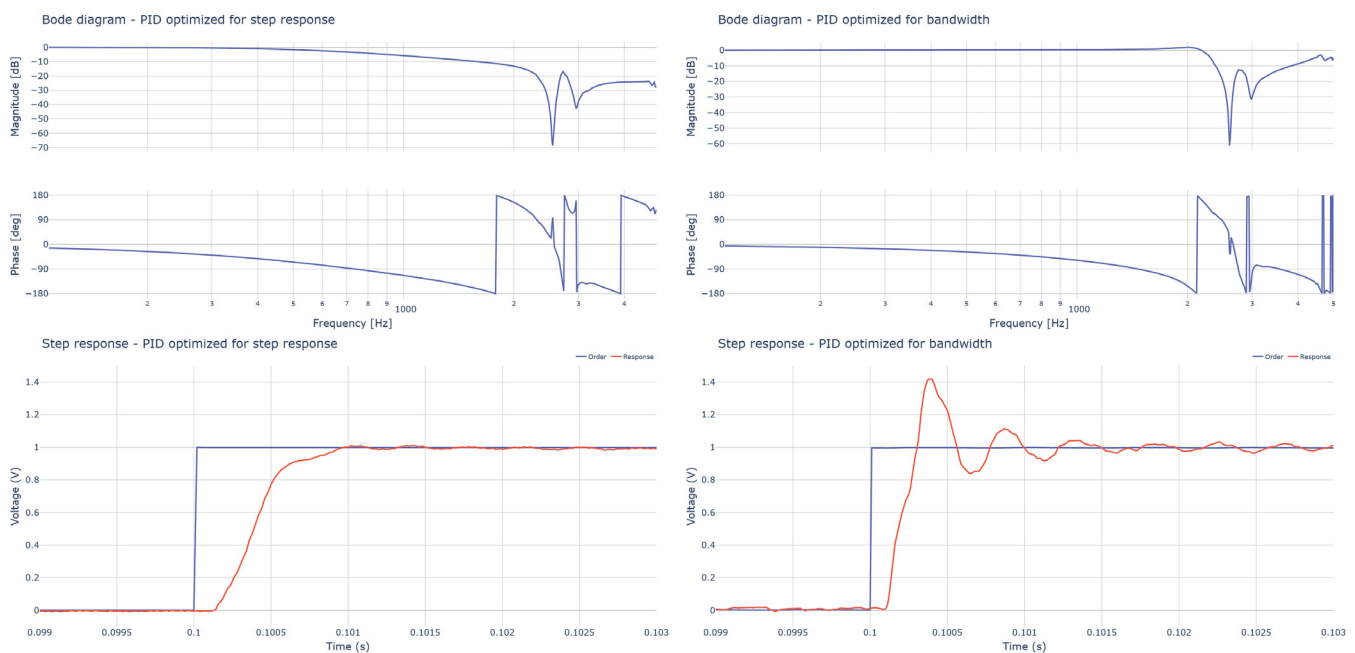 Bode diagram - PID optimized for step response
0
−10
−20
−30
−40
−50
−60
−70
Magnitude [dB]
180
90
0
−90
−180
Phase [deg]
2 3 4 5 6 7 8 9 1000 2 3 4
Frequency [Hz]
Bode diagram - PID optimized for bandwidth
0
−10
−20
−30
−40
−50
−60
Magnitude [dB]
180
90
0
−90
−180
Phase [deg]
2 3 4 5 6 7 8 9 1000 2 3 4 5
Frequency [Hz]
Step response - PID optimized for step response
Order Response
1.4
1.2
1
0.8
0.6
0.4
0.2
0
Voltage (V)
0.099 0.0995 0.1 0.1005 0.101 0.1015 0.102 0.1025 0.103
Time (s)
Step response - PID optimized for bandwidth
Order Response
1.4
1.2
1
0.8
0.6
0.4
0.2
0
Voltage (V)
0.099 0.0995 0.1 0.1005 0.101 0.1015 0.102 0.1025 0.103
Time (s)